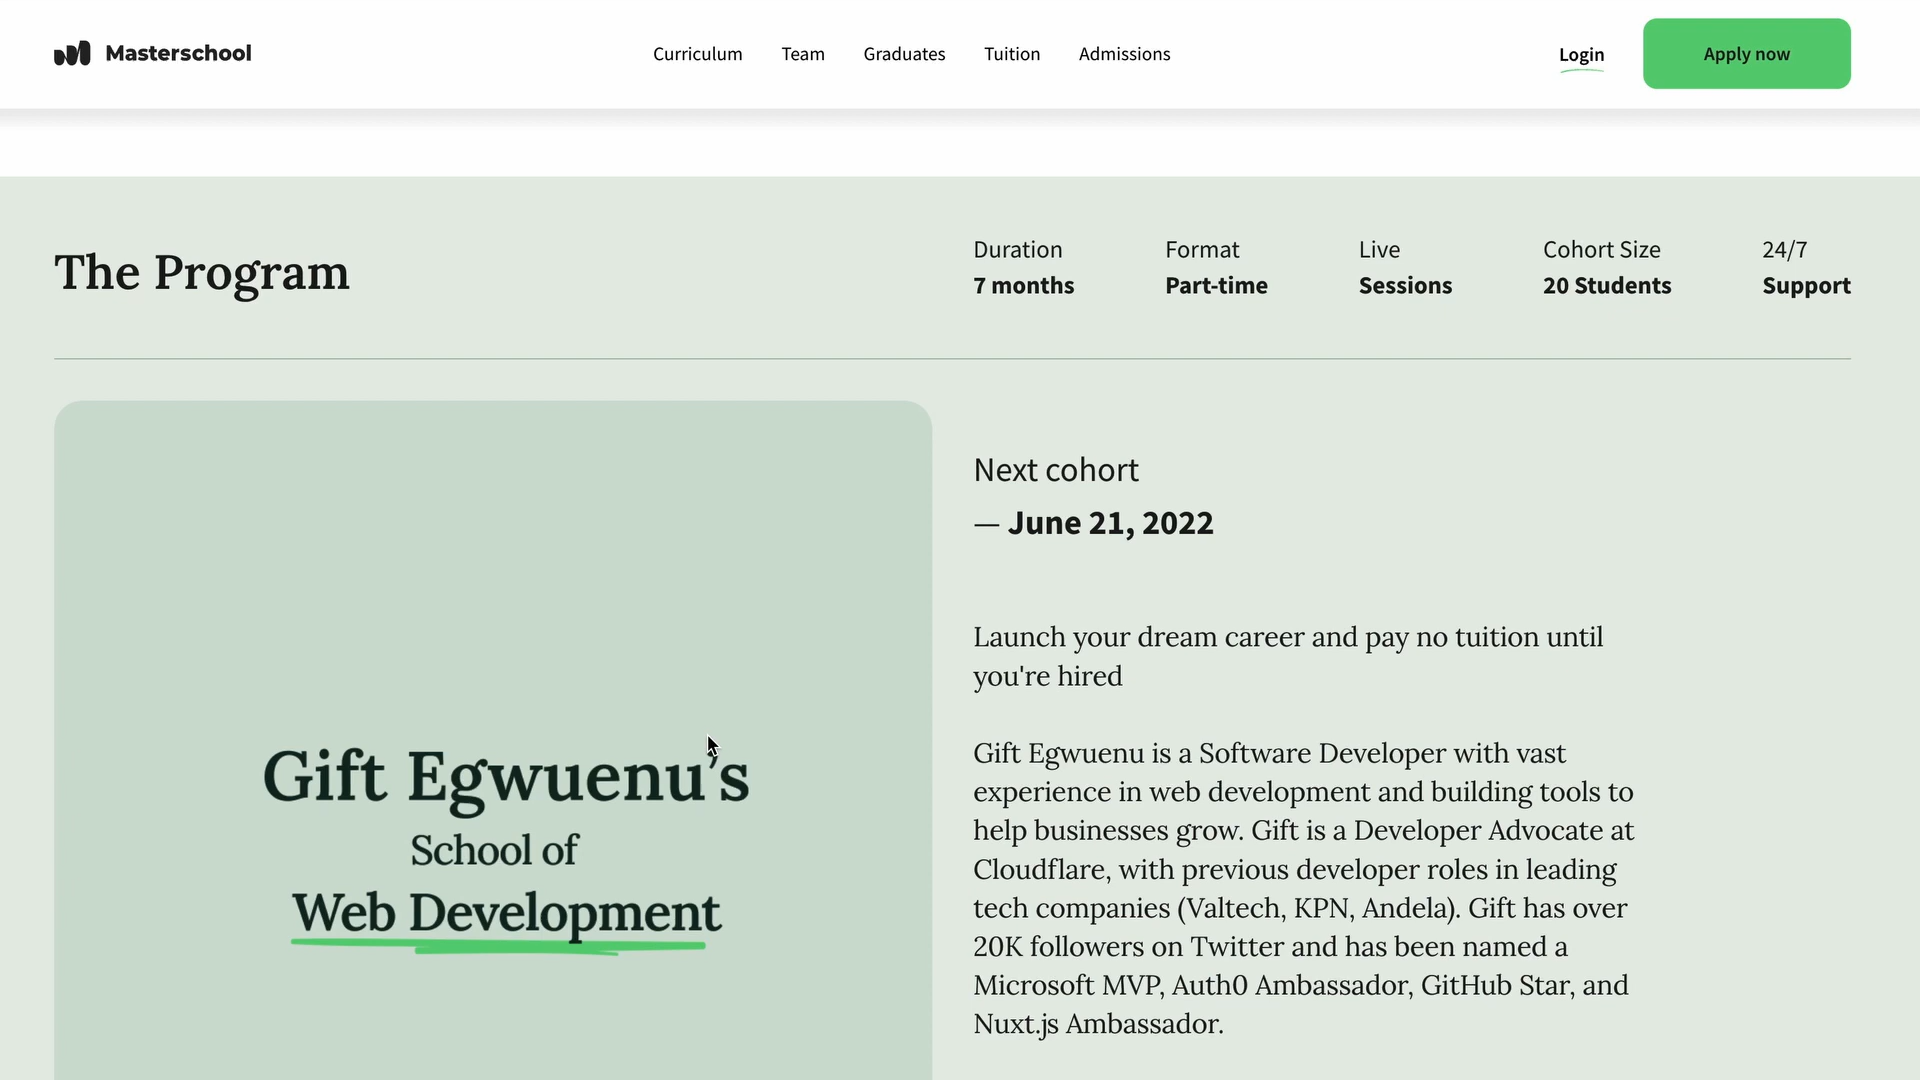 Masterschool
Curriculum
Team
Graduates
Tuition
Admissions
Login
Apply now
The Program
Duration
7 months
Format
Part-time
Live
Sessions
Cohort Size
20 Students
24/7
Support
Gift Egwuenu’s
School of
Web Development
Next cohort
— June 21, 2022
Launch your dream career and pay no tuition until
you're hired
Gift Egwuenu is a Software Developer with vast
experience in web development and building tools to
help businesses grow. Gift is a Developer Advocate at
Cloudflare, with previous developer roles in leading
tech companies (Valtech, KPN, Andela). Gift has over
20K followers on Twitter and has been named a
Microsoft MVP, Auth0 Ambassador, GitHub Star, and
Nuxt.js Ambassador.